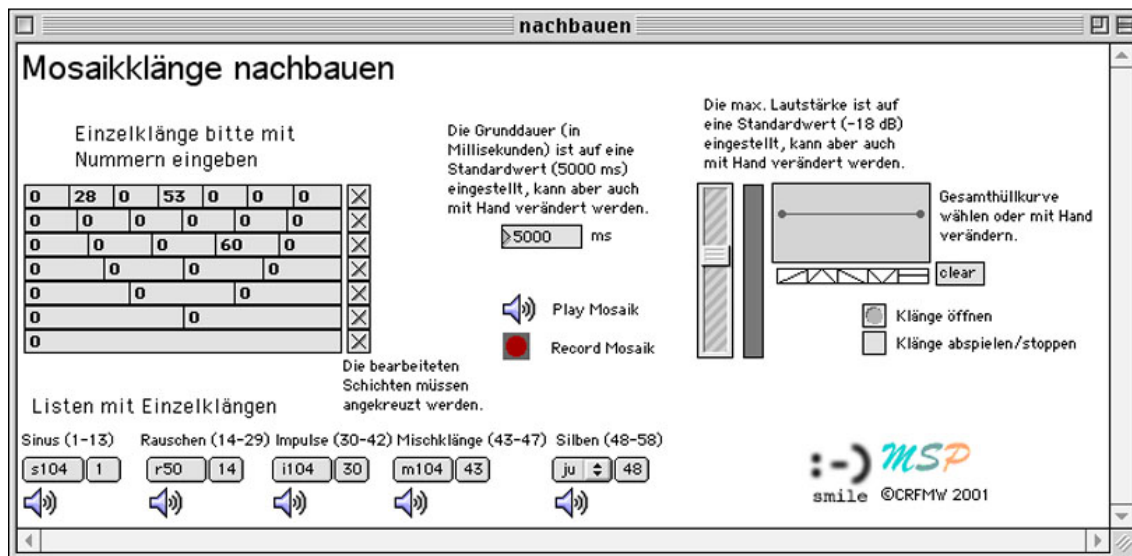 nachbauen
Mosaikklänge nachbauen
Einzelklänge bitte mit
Nummern eingeben
0 28 0 53 0 0 0
0 0 0 0 0 0
0 0 0 60 0
0 0 0 0
0 0 0
0 0
0
Die bearbeiteten
Schichten müssen
angekreuzt werden.
Die Grunddauer (in
Millisekunden) ist auf eine
Standardwert (5000 ms)
eingestellt, kann aber auch
mit Hand verändert werden.
5000 ms
Play Mosaik
Record Mosaik
Die max. Lautstärke ist auf
eine Standardwert (-18 dB)
eingestellt, kann aber auch
mit Hand verändert werden.
Gesamthüllkurve
wählen oder mit Hand
verändern.
clear
Klänge öffnen
Klänge abspielen/stoppen
Listen mit Einzelklängen
Sinus (1-13) Rauschen (14-29) Impulse (30-42) Mischklänge (43-47) Silben (48-58)
s104 1 r50 14 i104 30 m104 43 ju 48
:-) MSP
smile ©CRFMW 2001